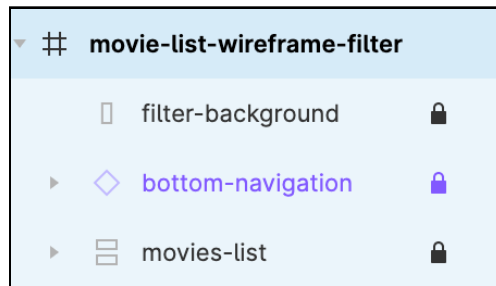 movie-list-wireframe-filter
filter-background
bottom-navigation
movies-list